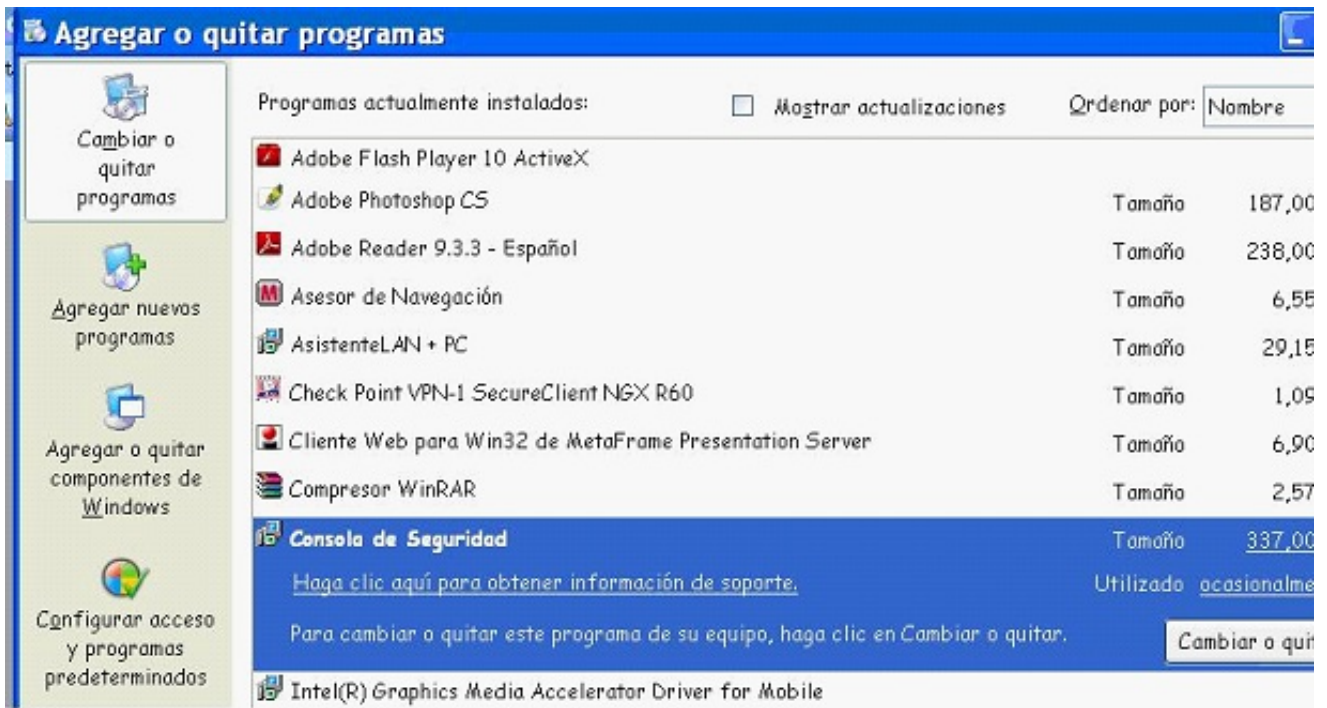 Agregar o quitar programas
Cambiar o
quitar
programas
Agregar nuevos
programas
Agregar o quitar
componentes de
Windows
Configurar acceso
y programas
predeterminados
Programas actualmente instalados:
Mostrar actualizaciones
Ordenar por: Nombre
Adobe Flash Player 10 ActiveX
Adobe Photoshop CS Tamaño 187,00
Adobe Reader 9.3.3 - Español Tamaño 238,00
Asesor de Navegación Tamaño 6,55
AsistenteLAN + PC Tamaño 29,15
Check Point VPN-1 SecureClient NGX R60 Tamaño 1,09
Cliente Web para Win32 de MetaFrame Presentation Server Tamaño 6,90
Compresor WinRAR Tamaño 2,57
Consola de Seguridad Tamaño 337,00
Haga clic aquí para obtener información de soporte. Utilizado ocasionalme
Para cambiar o quitar este programa de su equipo, haga clic en Cambiar o quitar. Cambiar o quit
Intel(R) Graphics Media Accelerator Driver for Mobile